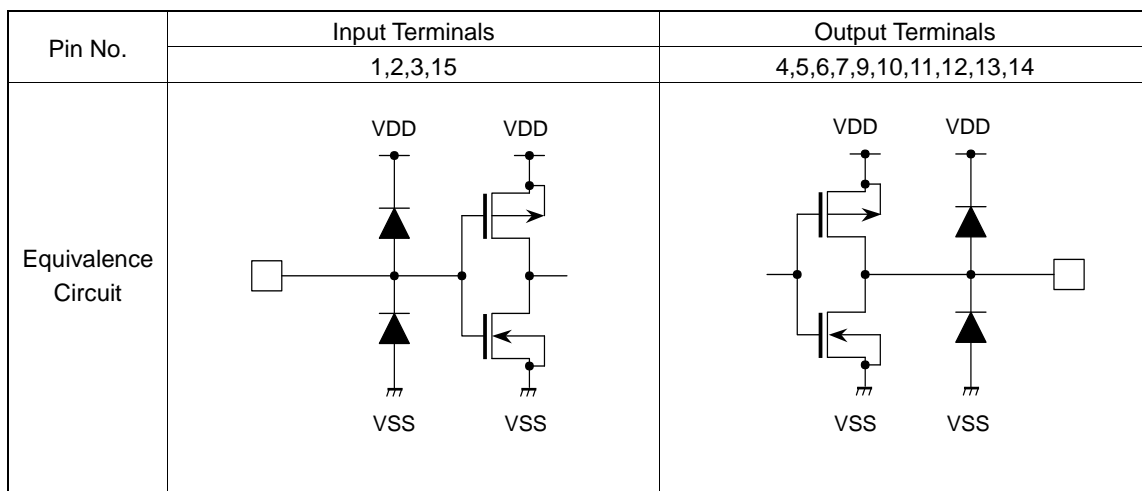 Pin No.
Input Terminals
Output Terminals
1,2,3,15
4,5,6,7,9,10,11,12,13,14
Equivalence
Circuit
VDD
VDD
VSS
VSS
VDD
VDD
VSS
VSS